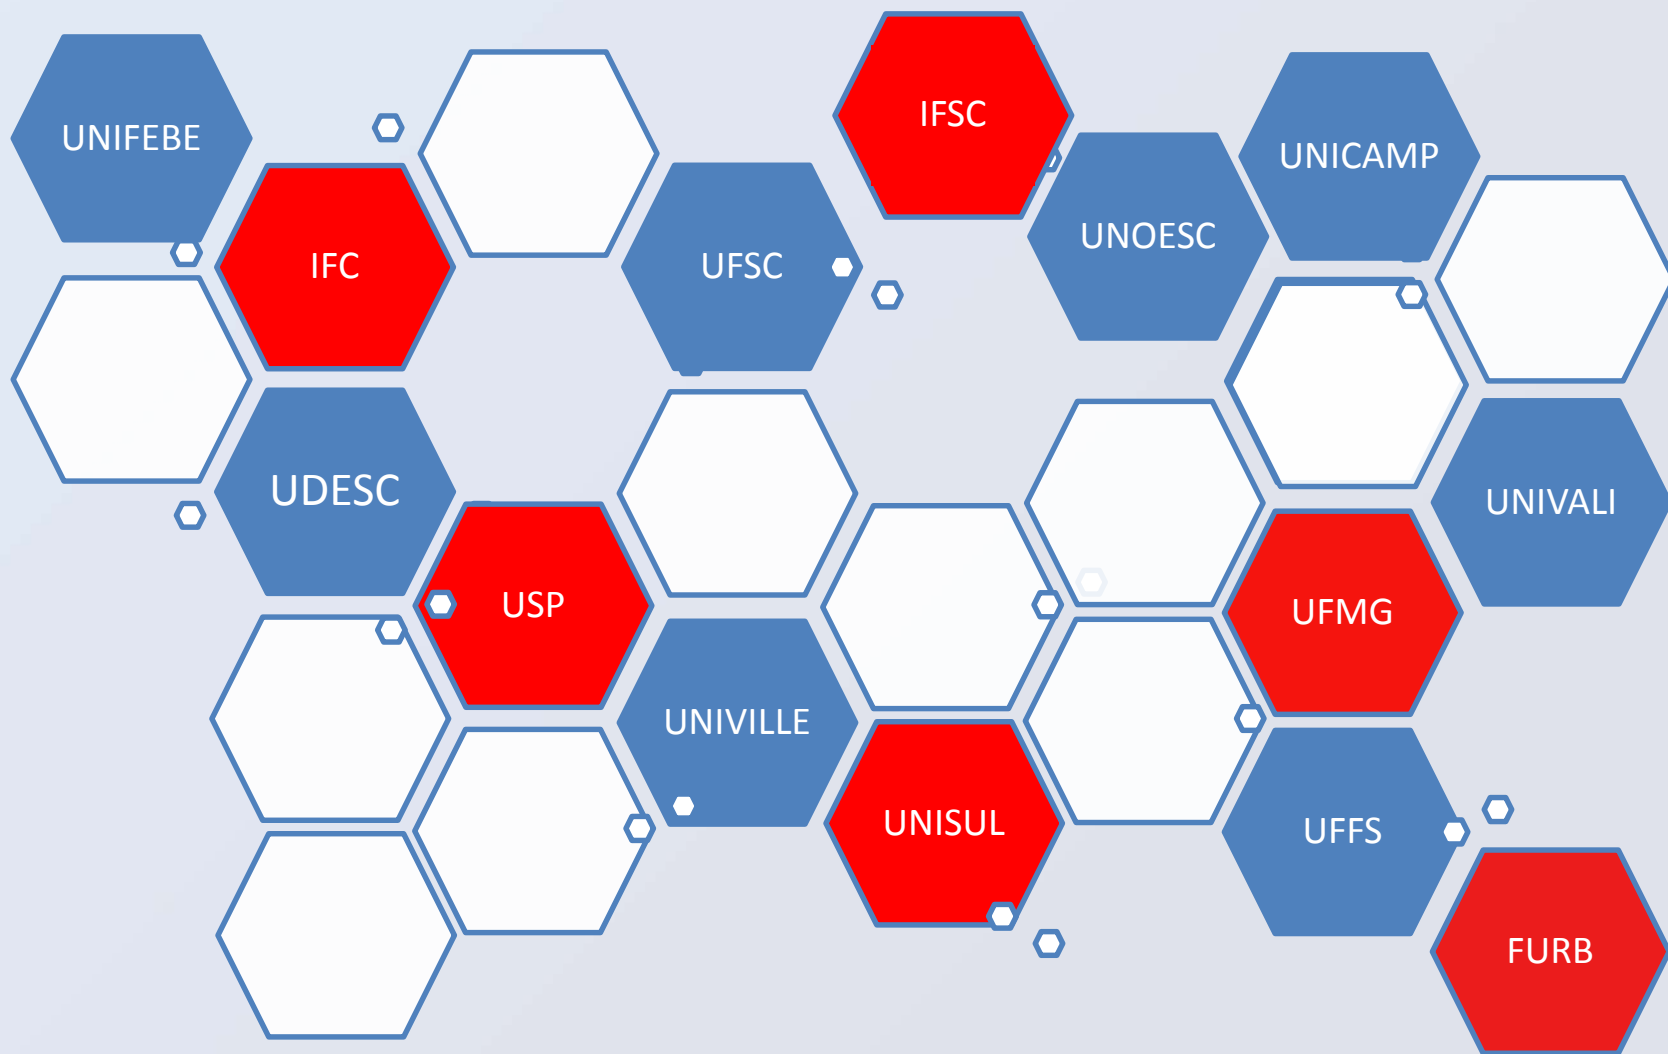 UNIFEBE
IFSC
UNICAMP
IFC
UFSC
UNOESC
UDESC
UNIVALI
USP
UFMG
UNIVILLE
UNISUL
UFFS
FURB